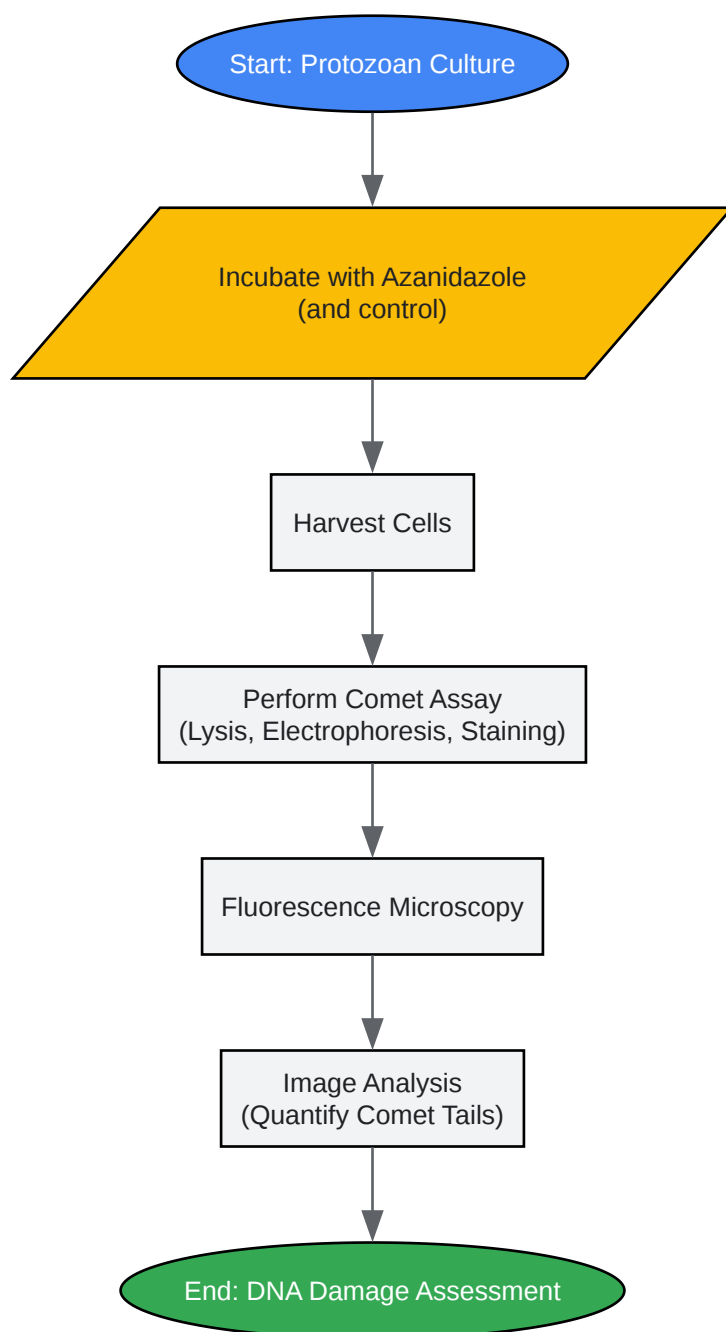 Start: Protozoan Culture
Incubate with Azanidazole
(and control)
Harvest Cells
Perform Comet Assay
(Lysis, Electrophoresis, Staining)
Fluorescence Microscopy
Image Analysis
(Quantify Comet Tails)
End: DNA Damage Assessment